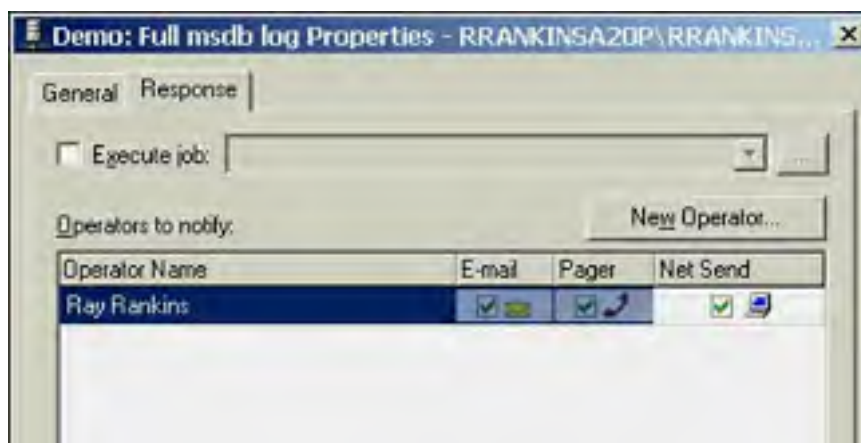 Demo: Full msdb log Properties - RRANKINSA20P\RRANKINS...
General Response
Execute job:
...
Operators to notify:
New Operator...
Operator Name E-mail Pager Net Send
Ray Rankins